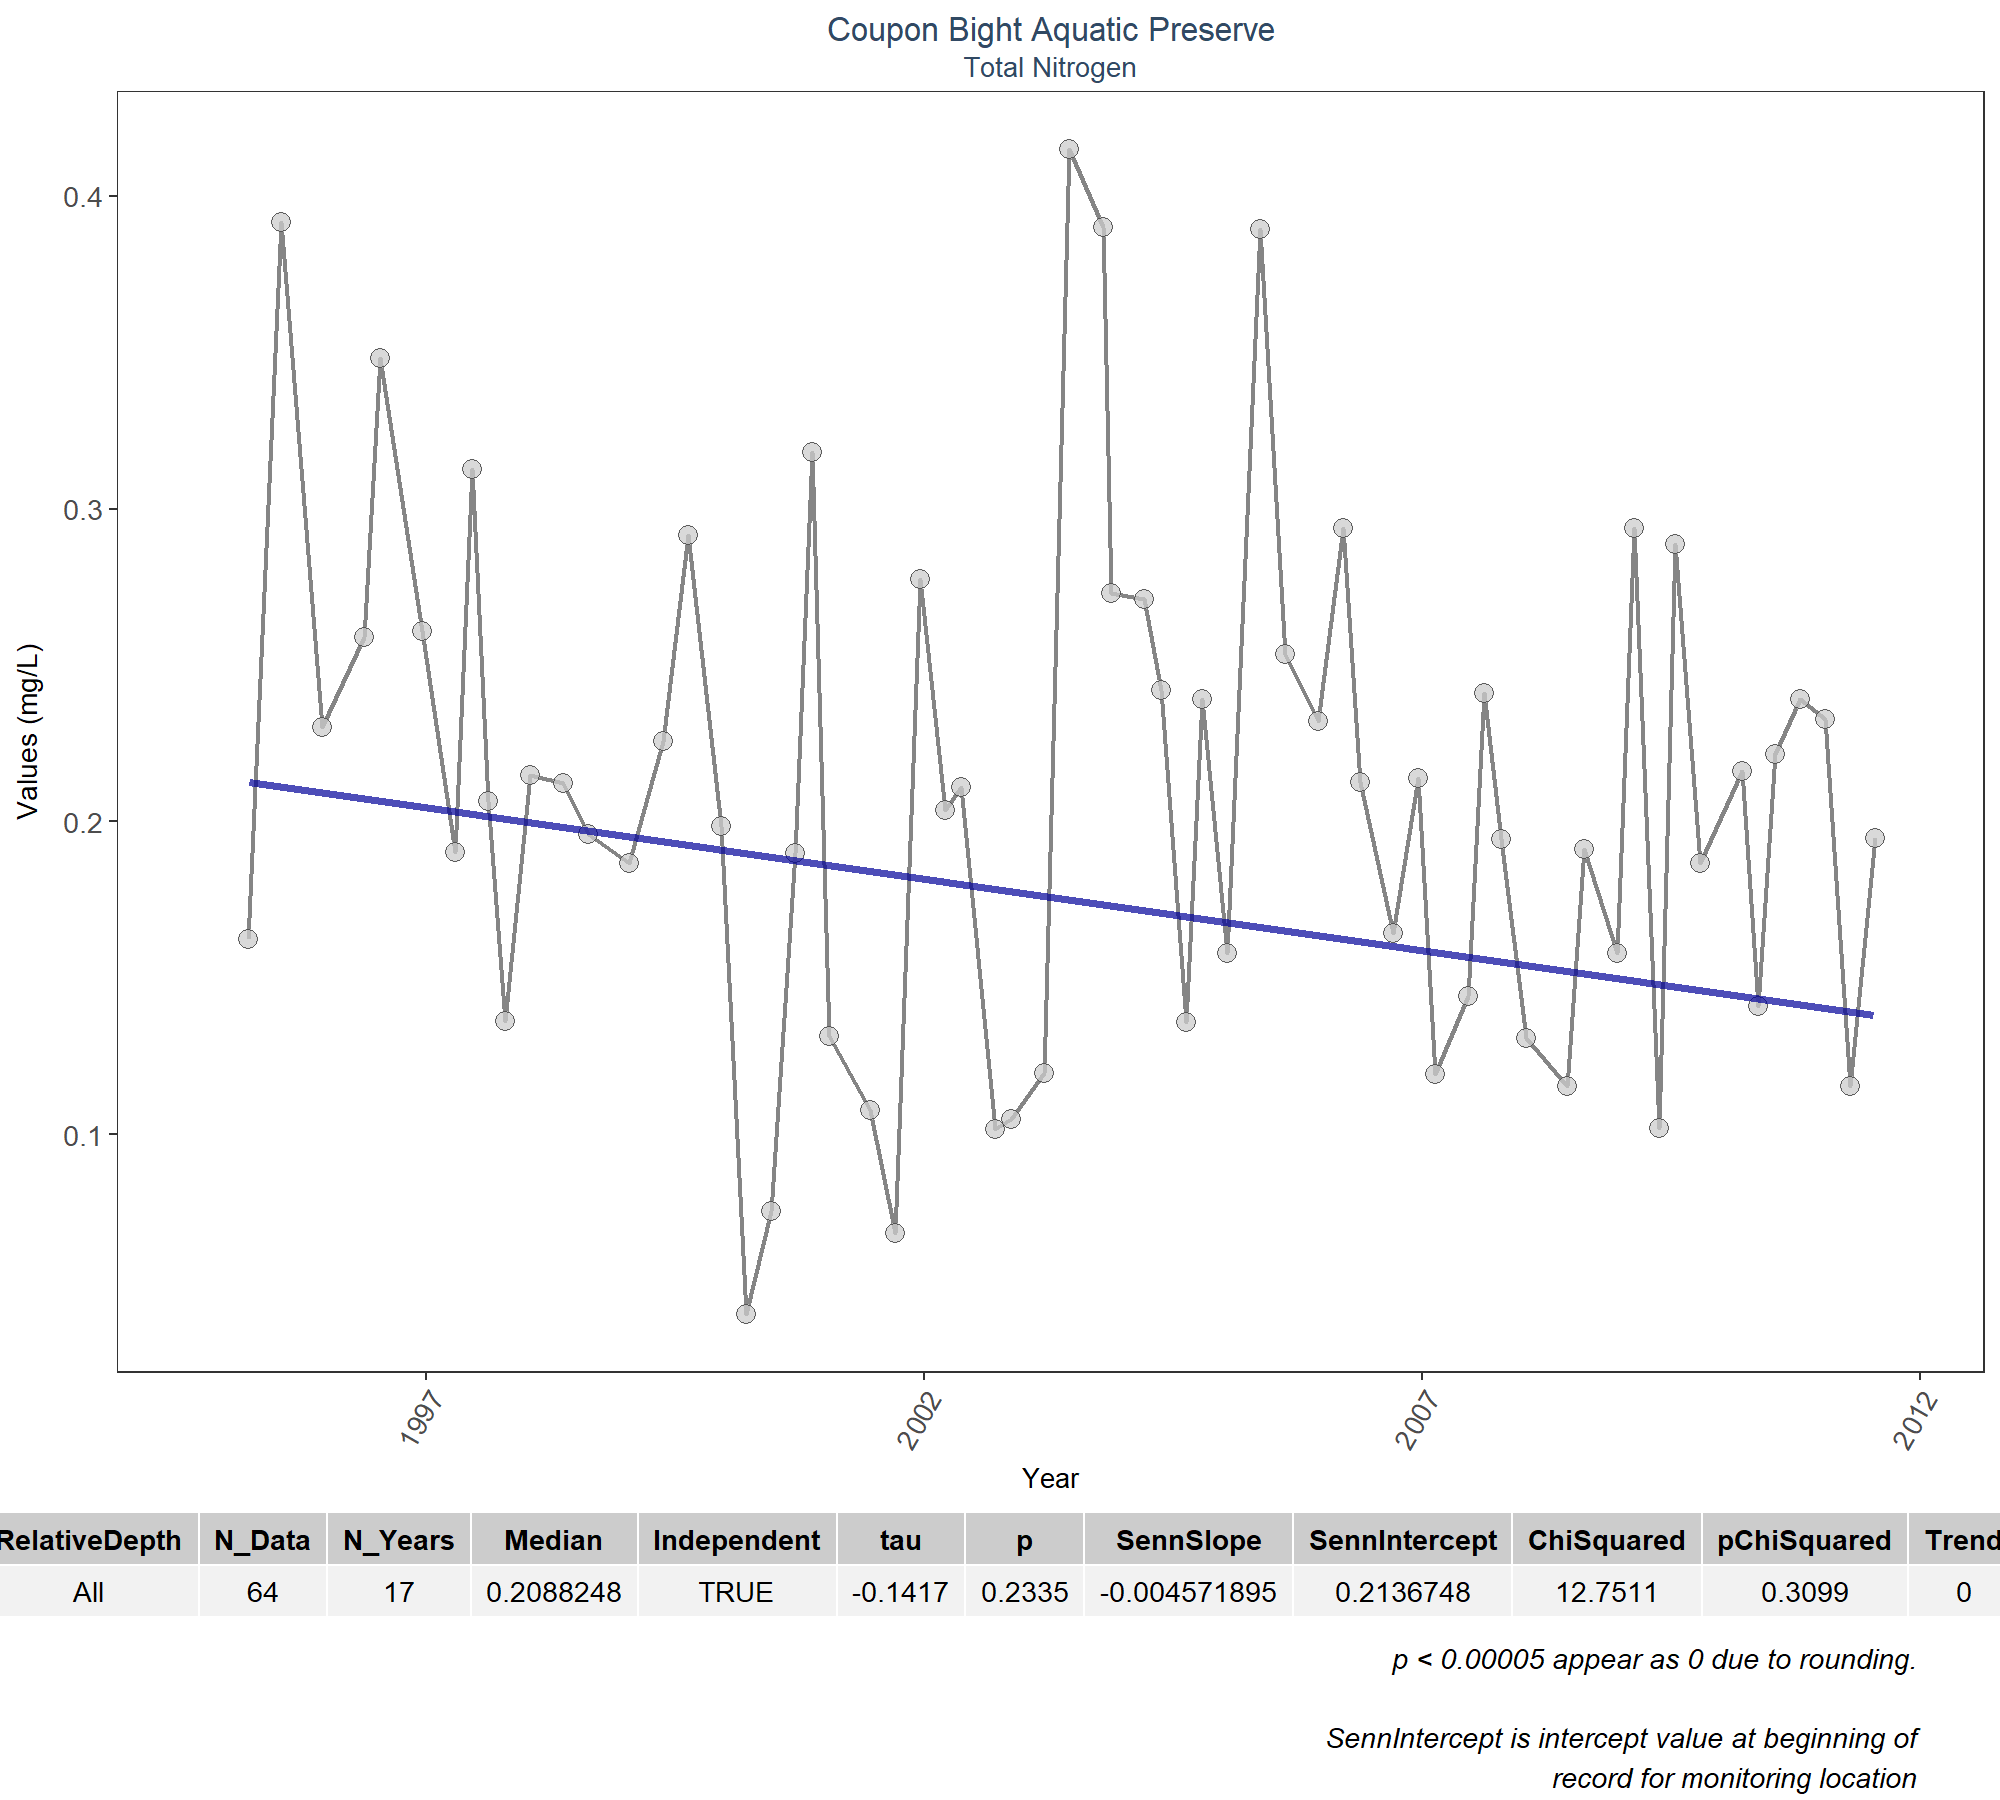 Coupon Bight Aquatic Preserve
Total Nitrogen
Values (mg/L)
0.4
0.3
0.2
0.1
1997
2002
2007
2012
Year
RelativeDepth N_Data N_Years Median Independent tau p SennSlope SennIntercept ChiSquared pChiSquared Trend
All 64 17 0.2088248 TRUE -0.1417 0.2335 -0.004571895 0.2136748 12.7511 0.3099 0
p < 0.00005 appear as 0 due to rounding.
SennIntercept is intercept value at beginning of
record for monitoring location